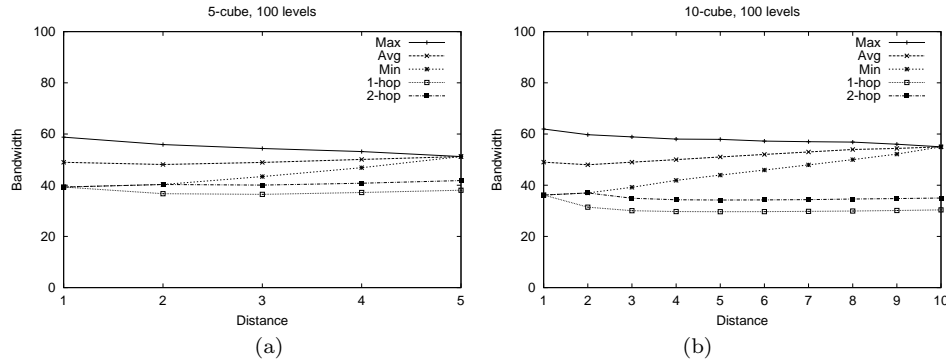 5-cube, 100 levels
100
80
60
40
20
0
Bandwidth
Max
Avg
Min
1-hop
2-hop
1 2 3 4 5
Distance
(a)
10-cube, 100 levels
100
80
60
40
20
0
Bandwidth
Max
Avg
Min
1-hop
2-hop
1 2 3 4 5 6 7 8 9 10
Distance
(b)